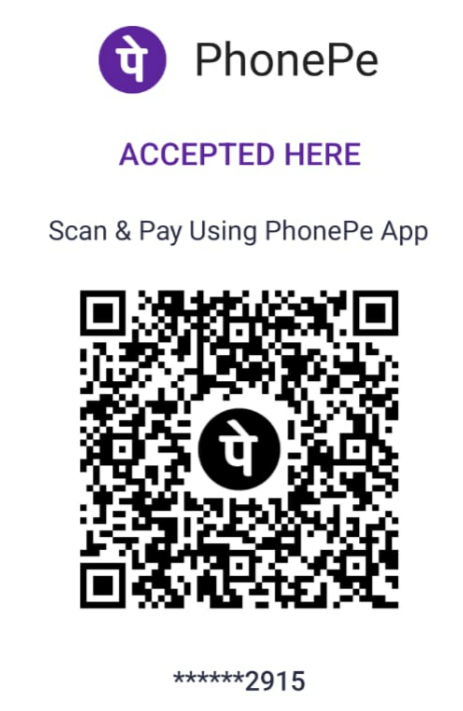 पे PhonePe
ACCEPTED HERE
Scan & Pay Using PhonePe App
पे
******2915